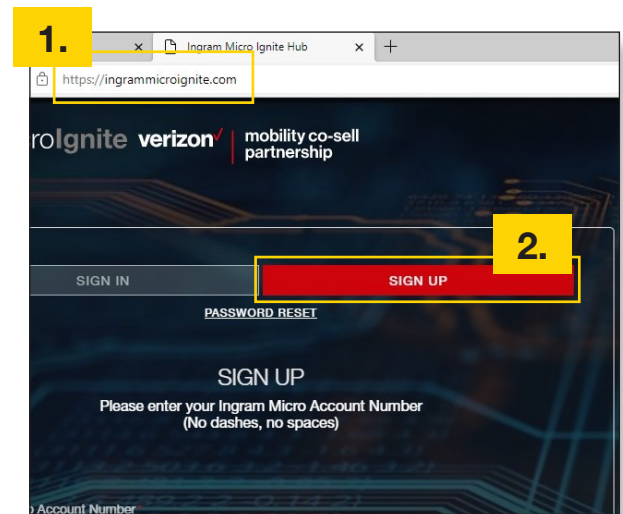 1.
Ingram Micro Ignite Hub
https://ingrammicroignite.com
roIgnite verizon✓ | mobility co-sell
partnership
2.
SIGN IN
SIGN UP
PASSWORD RESET
SIGN UP
Please enter your Ingram Micro Account Number
(No dashes, no spaces)
Account Number